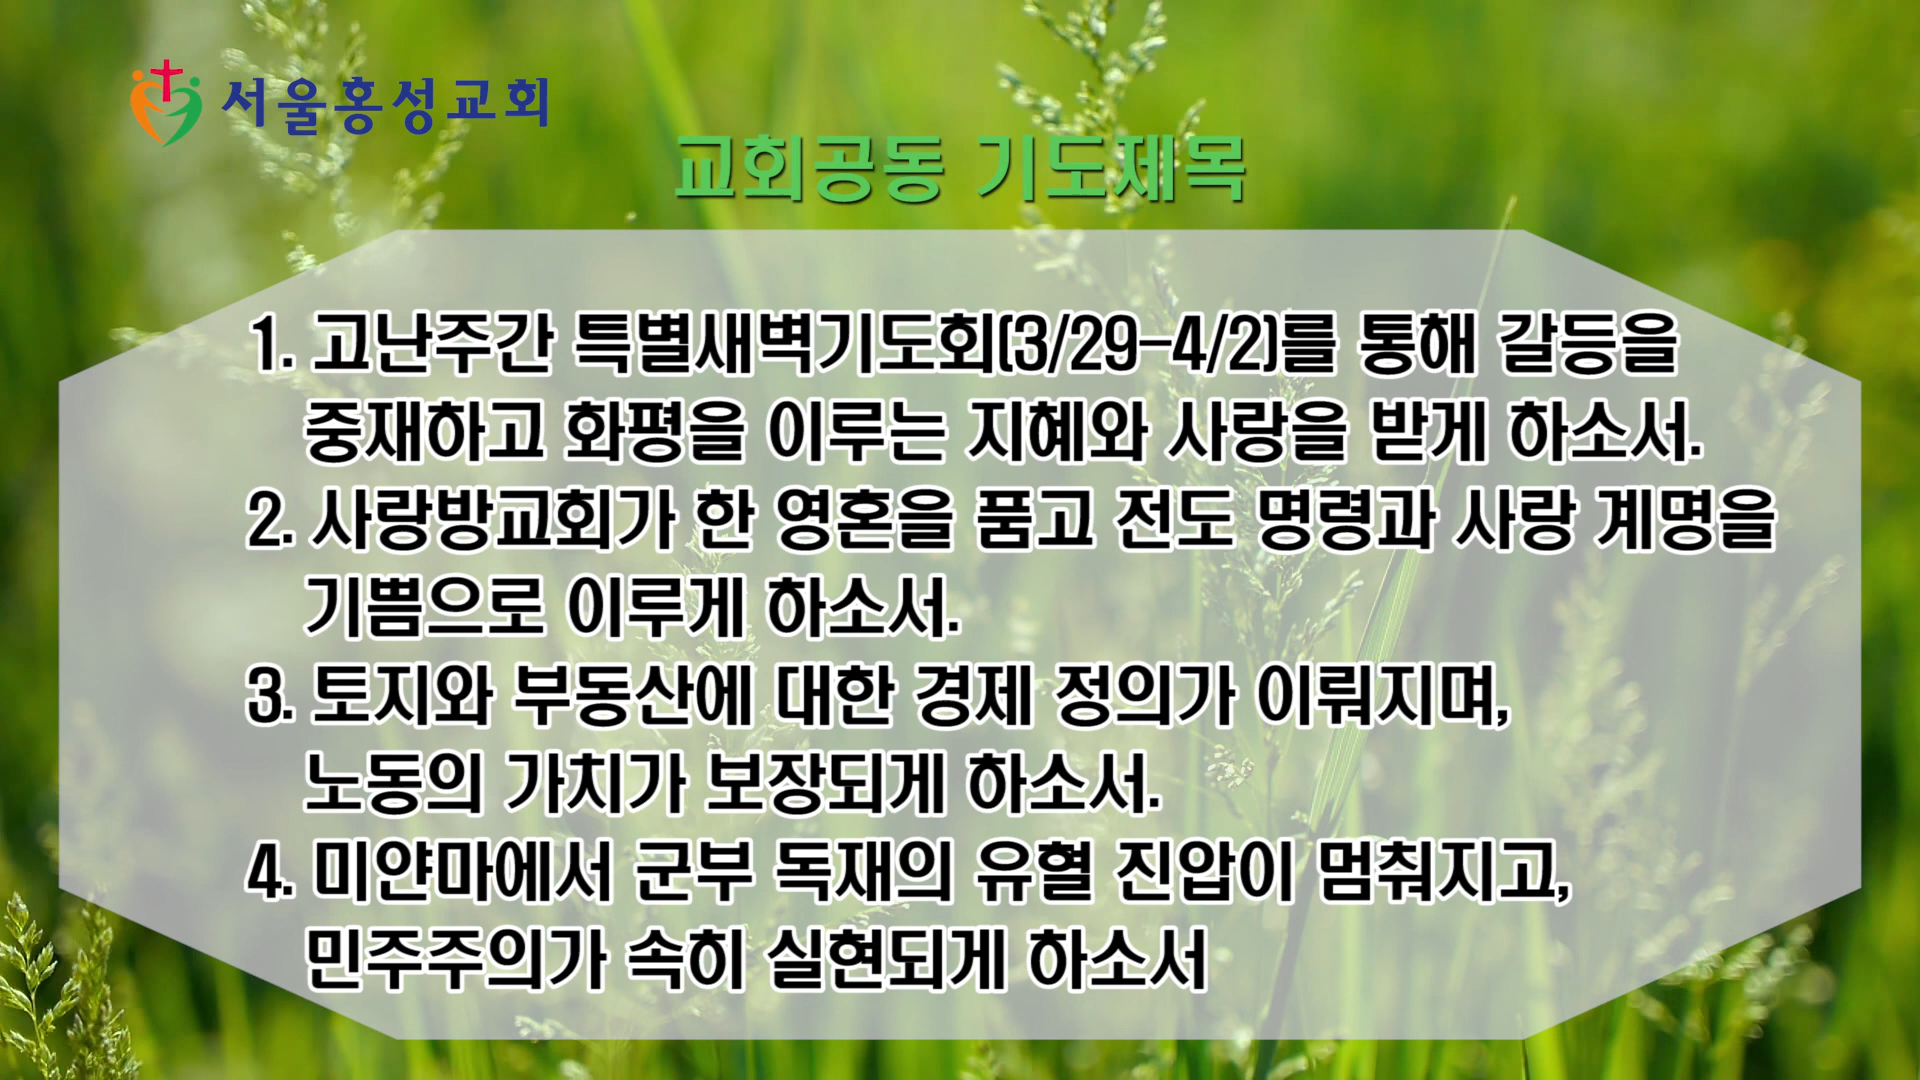 서울홍성교회
교회공동 기도제목
1. 고난주간 특별새벽기도회(3/29-4/2)를 통해 갈등을
중재하고 화평을 이루는 지혜와 사랑을 받게 하소서.
2. 사랑방교회가 한 영혼을 품고 전도 명령과 사랑 계명을
기쁨으로 이루게 하소서.
3. 토지와 부동산에 대한 경제 정의가 이뤄지며,
노동의 가치가 보장되게 하소서.
4. 미얀마에서 군부 독재의 유혈 진압이 멈춰지고,
민주주의가 속히 실현되게 하소서